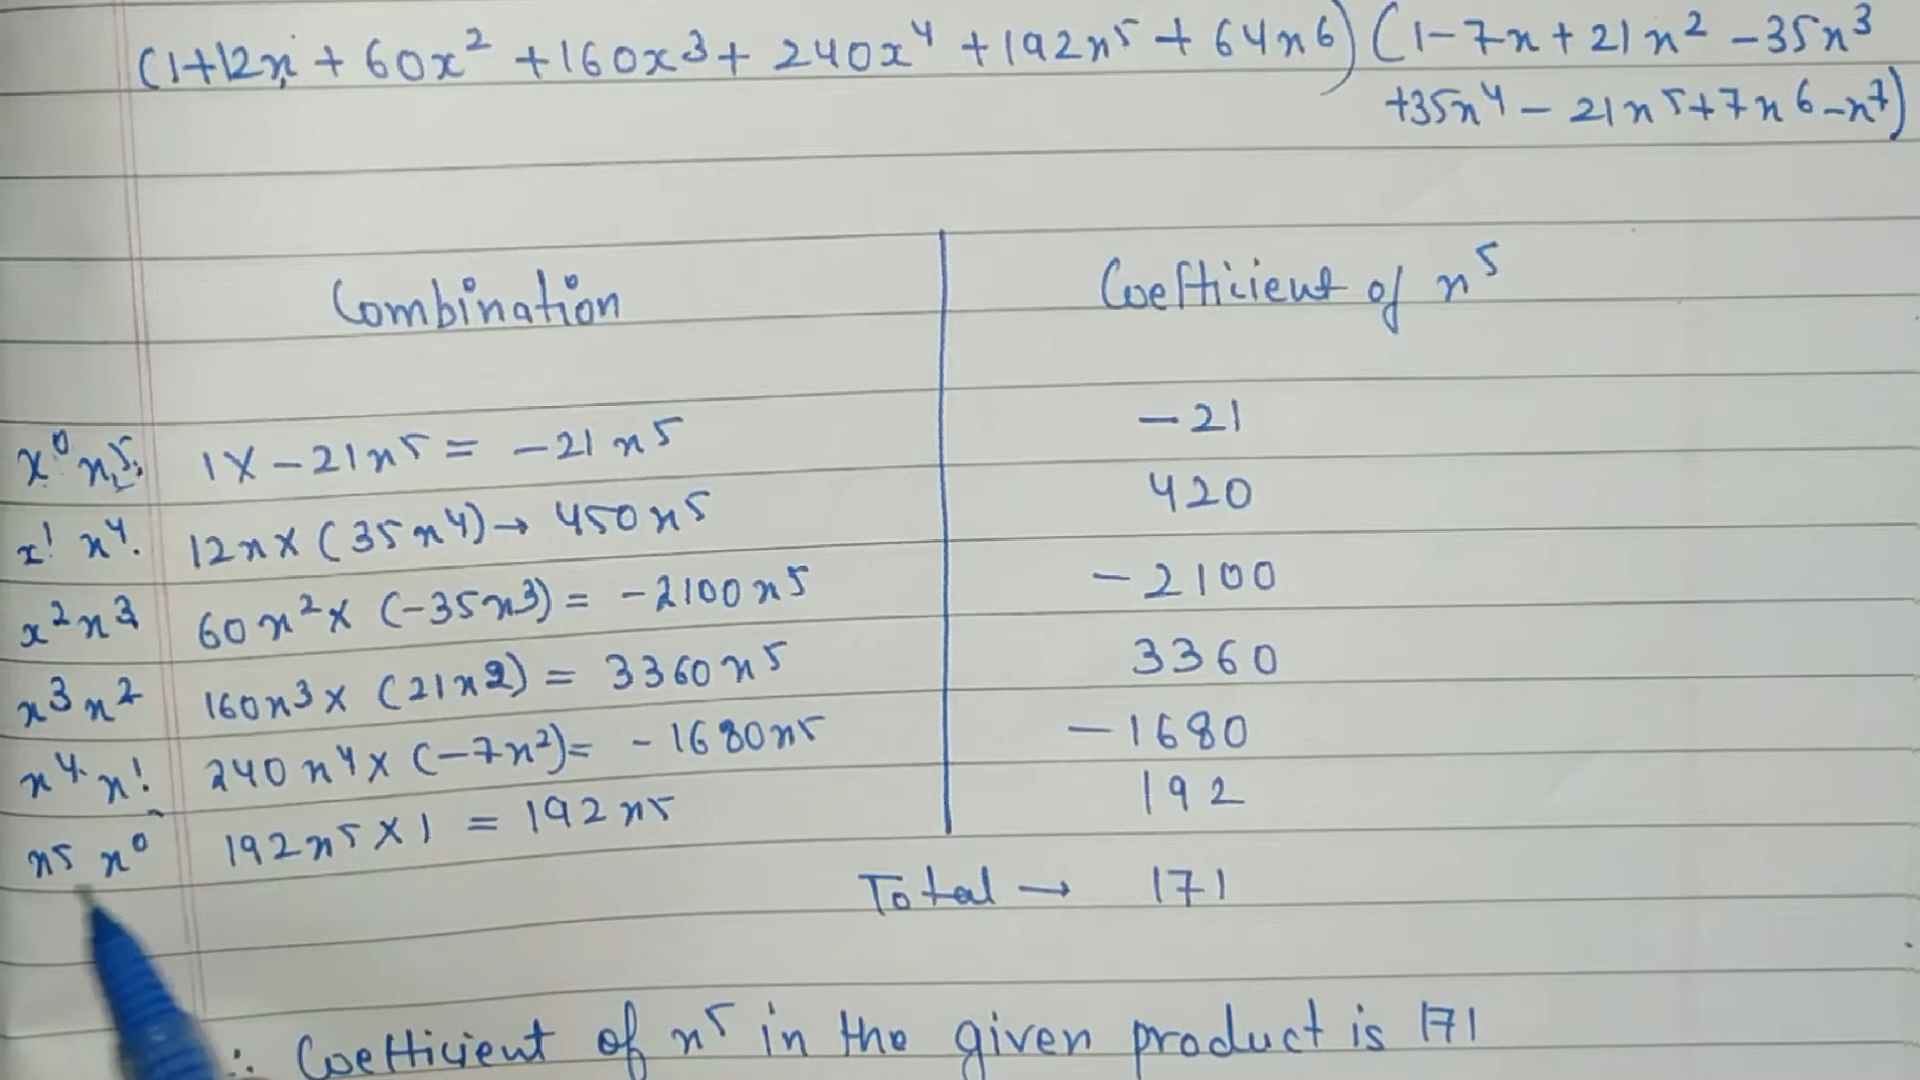 (1+12x + 60x² + 160x³ + 240x⁴ + 192x⁵ + 64x⁶) (1-7x + 21x² - 35x³
+35x⁴ - 21x⁵ + 7x⁶ - x⁷)
Combination Coefficient of x⁵
x⁰ x⁵. 1 X - 21x⁵ = -21x⁵ -21
x¹ x⁴. 12x × (35x⁴) → 450x⁵ 420
x² x³ 60x² × (-35x³) = -2100x⁵ -2100
x³ x² 160x³ × (21x²) = 3360x⁵ 3360
x⁴. x¹. 240x⁴ × (-7x²) = -1680x⁵ -1680
x⁵ x⁰ 192x⁵ × 1 = 192x⁵ 192
Total → 171
∴ Coefficient of x⁵ in the given product is 171